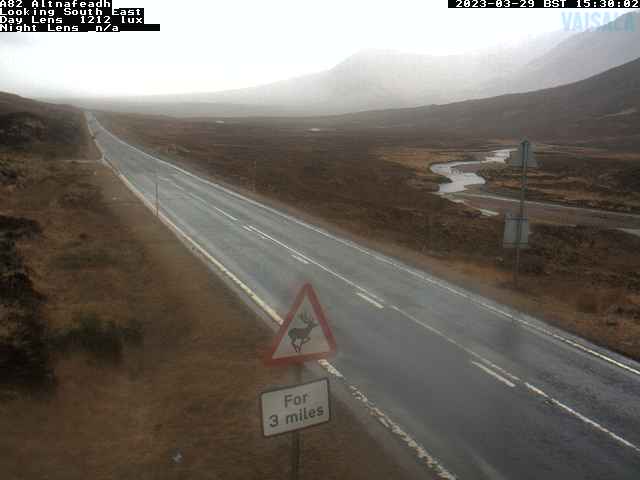 A82 Altnafeadh
2023-03-29 BST 15:30:02
Looking South East
Day Lens 1212 lux
Night Lens n/a
VAISALA
For
3 miles